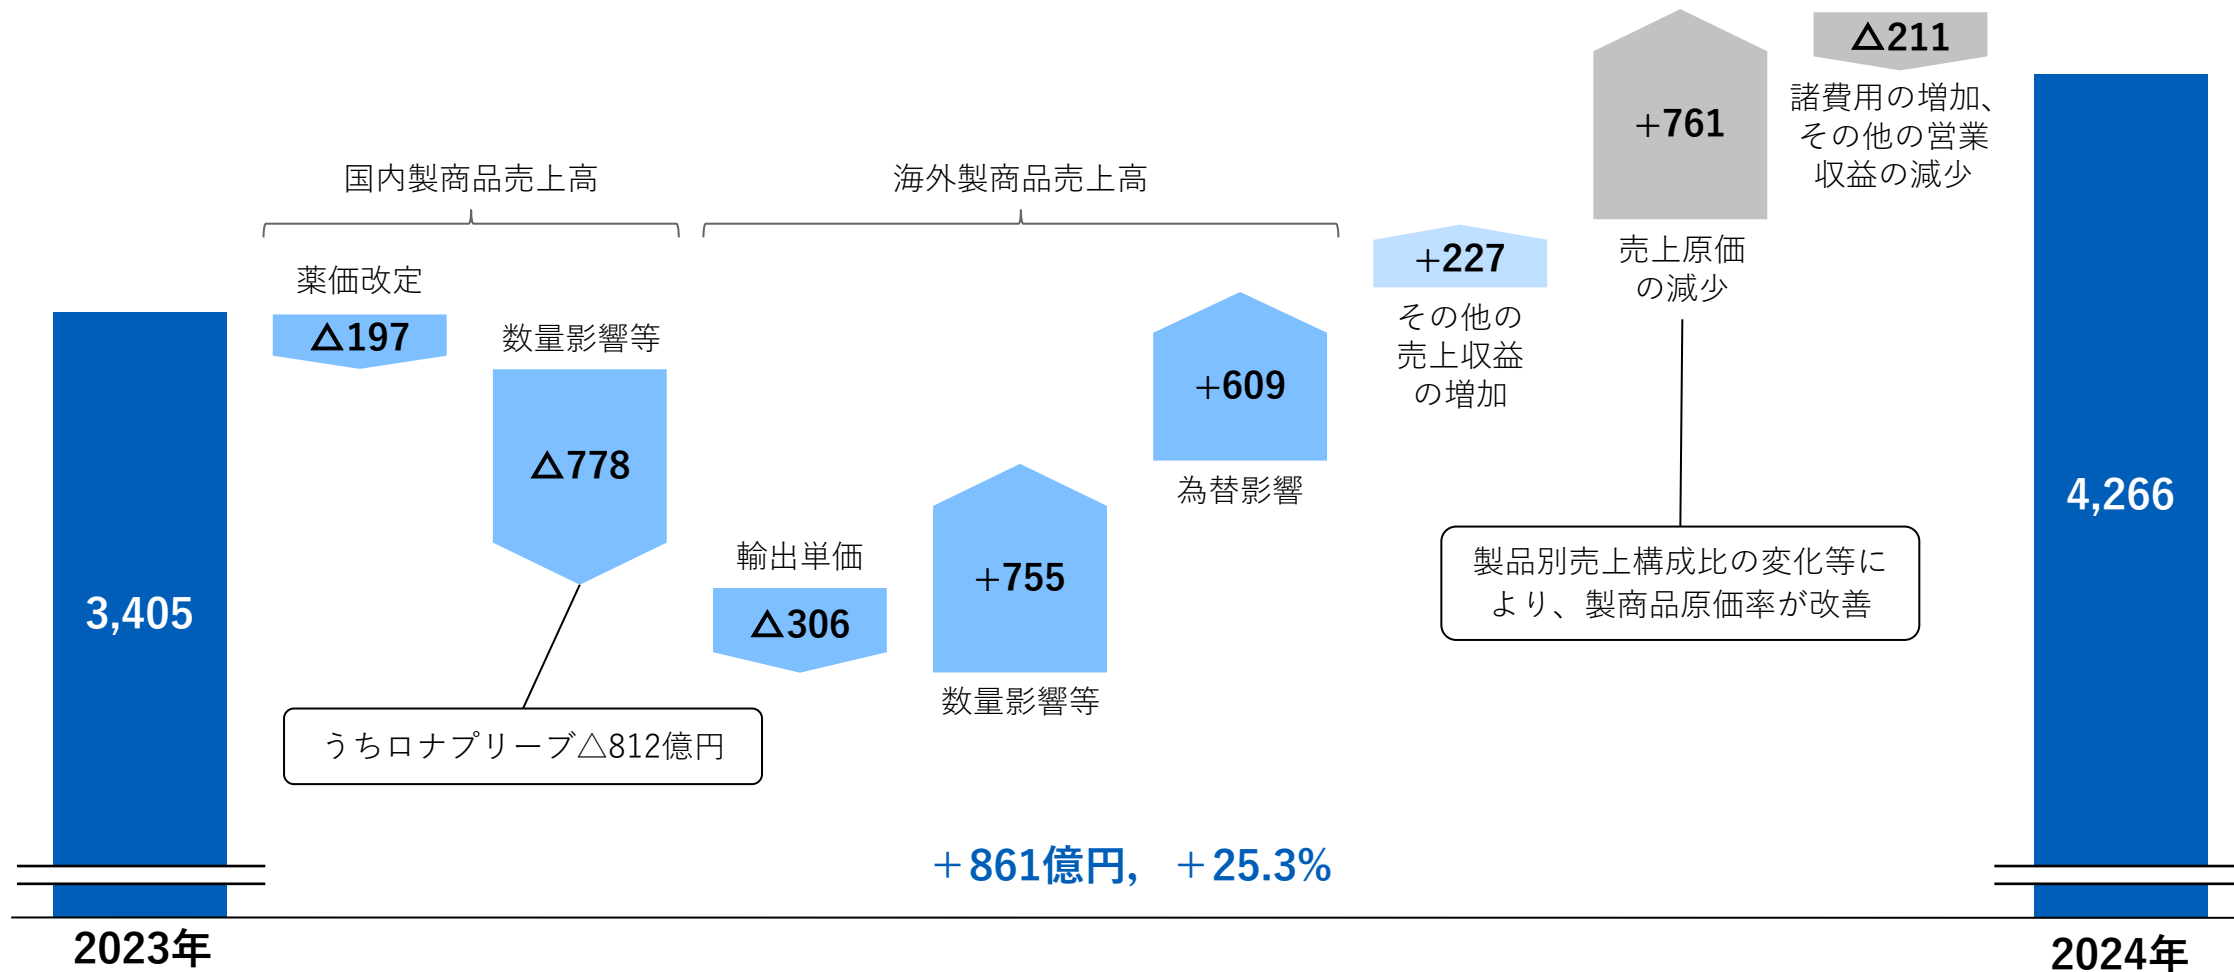 国内製商品売上高
海外製商品売上高
3,405
薬価改定
△197
数量影響等
△778
うちロナプリーブ△812億円
輸出単価
△306
+755
数量影響等
+609
為替影響
+227
その他の
売上収益
の増加
+761
売上原価
の減少
製品別売上構成比の変化等に
より、製商品原価率が改善
△211
諸費用の増加、
その他の営業
収益の減少
4,266
+861億円, +25.3%
2023年
2024年